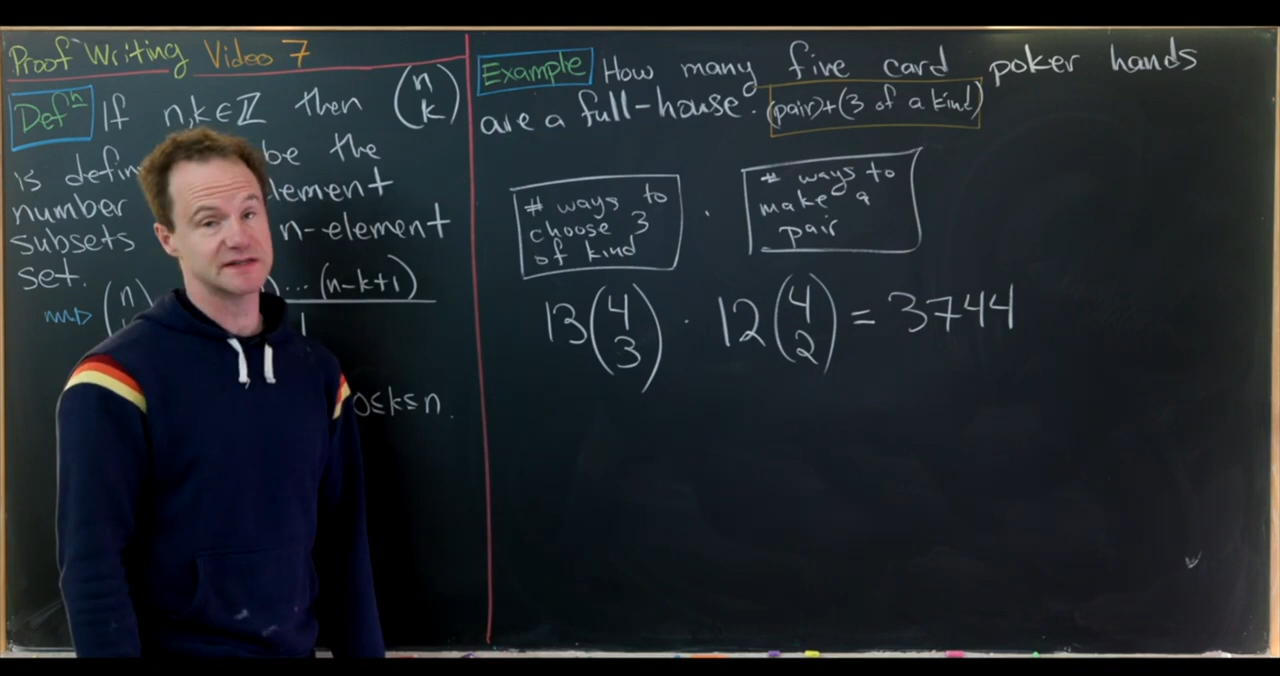 Proof Writing Video 7
Defⁿ If n,k∈ℤ then (n k)
is be the
number element
subsets n-element
set.
(n ... (n-k+1)
0≤k≤n.
Example How many five card poker hands
are a full-house. (pair)+(3 of a kind)
# ways to
choose 3
of kind
·
# ways to
make a
pair
13(4 3) · 12(4 2) = 3744